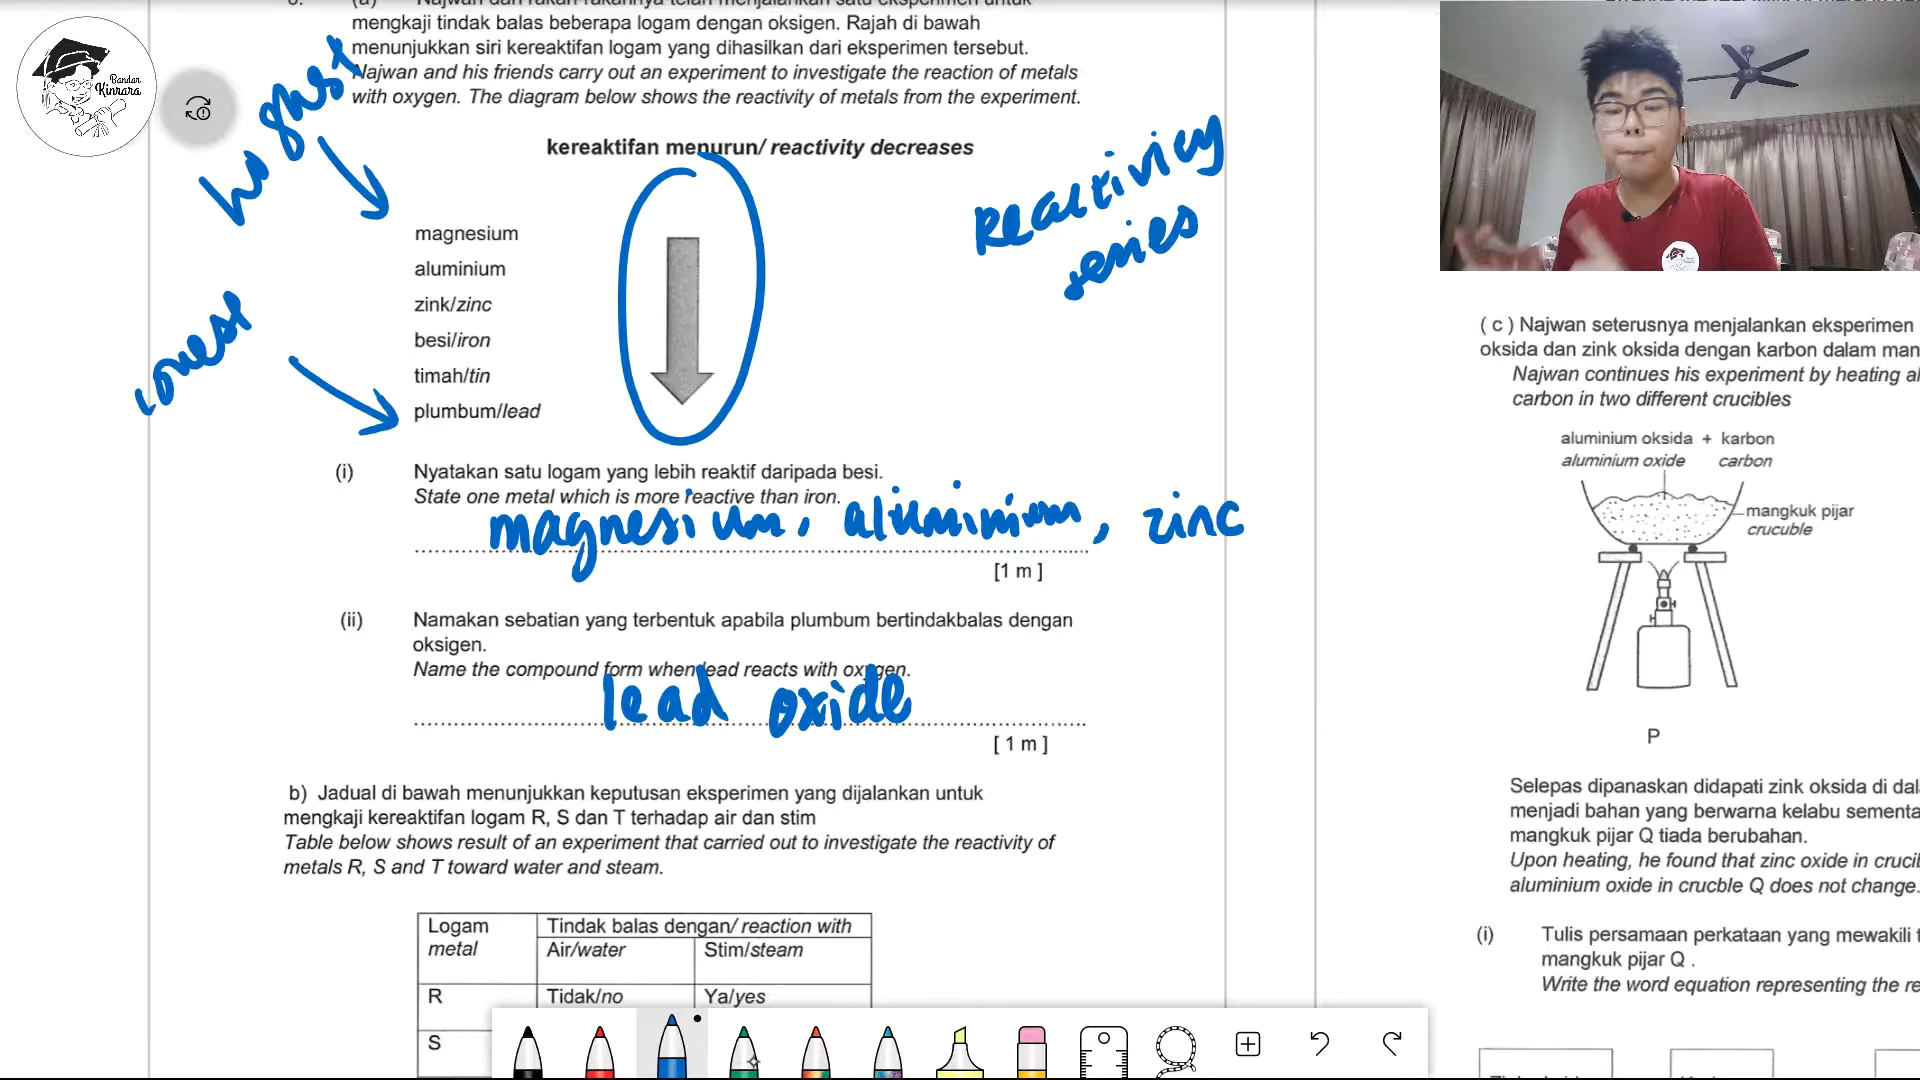 Bandar
Kinrara
mengkaji tindak balas beberapa logam dengan oksigen. Rajah di bawah
menunjukkan siri kereaktifan logam yang dihasilkan dari eksperimen tersebut.
Najwan and his friends carry out an experiment to investigate the reaction of metals
with oxygen. The diagram below shows the reactivity of metals from the experiment.
kereaktifan menurun/ reactivity decreases
Reactivity
series
magnesium
aluminium
zink/zinc
besi/iron
timah/tin
plumbum/lead
(i) Nyatakan satu logam yang lebih reaktif daripada besi.
State one metal which is more reactive than iron.
magnesium, aluminium, zinc
[1 m ]
(ii) Namakan sebatian yang terbentuk apabila plumbum bertindakbalas dengan
oksigen.
Name the compound form when lead reacts with oxygen.
lead oxide
[ 1 m ]
b) Jadual di bawah menunjukkan keputusan eksperimen yang dijalankan untuk
mengkaji kereaktifan logam R, S dan T terhadap air dan stim
Table below shows result of an experiment that carried out to investigate the reactivity of
metals R, S and T toward water and steam.
Logam Tindak balas dengan/ reaction with
metal Air/water Stim/steam
R Tidak/no Ya/yes
S
( c ) Najwan seterusnya menjalankan eksperimen
oksida dan zink oksida dengan karbon dalam man
Najwan continues his experiment by heating al
carbon in two different crucibles
aluminium oksida + karbon
aluminium oxide carbon
mangkuk pijar
crucuble
P
Selepas dipanaskan didapati zink oksida di dal
menjadi bahan yang berwarna kelabu sementa
mangkuk pijar Q tiada berubahan.
Upon heating, he found that zinc oxide in cruci
aluminium oxide in crucble Q does not change.
(i) Tulis persamaan perkataan yang mewakili t
mangkuk pijar Q .
Write the word equation representing the re